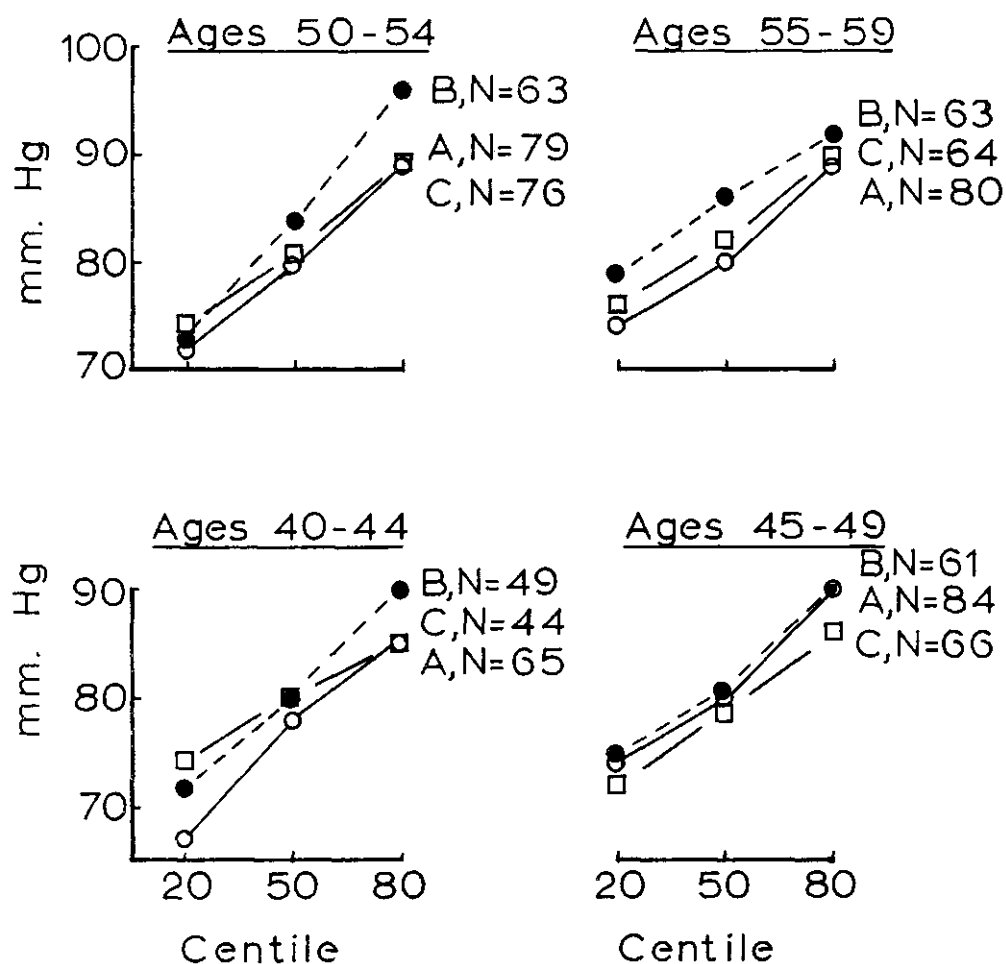 Ages 50-54
100
90
80
70
mm. Hg
B,N=63
A,N=79
C,N=76
Ages 55-59
B,N=63
C,N=64
A,N=80
Ages 40-44
90
80
70
mm. Hg
B,N=49
C,N=44
A,N=65
20 50 80
Centile
Ages 45-49
B,N=61
A,N=84
C,N=66
20 50 80
Centile